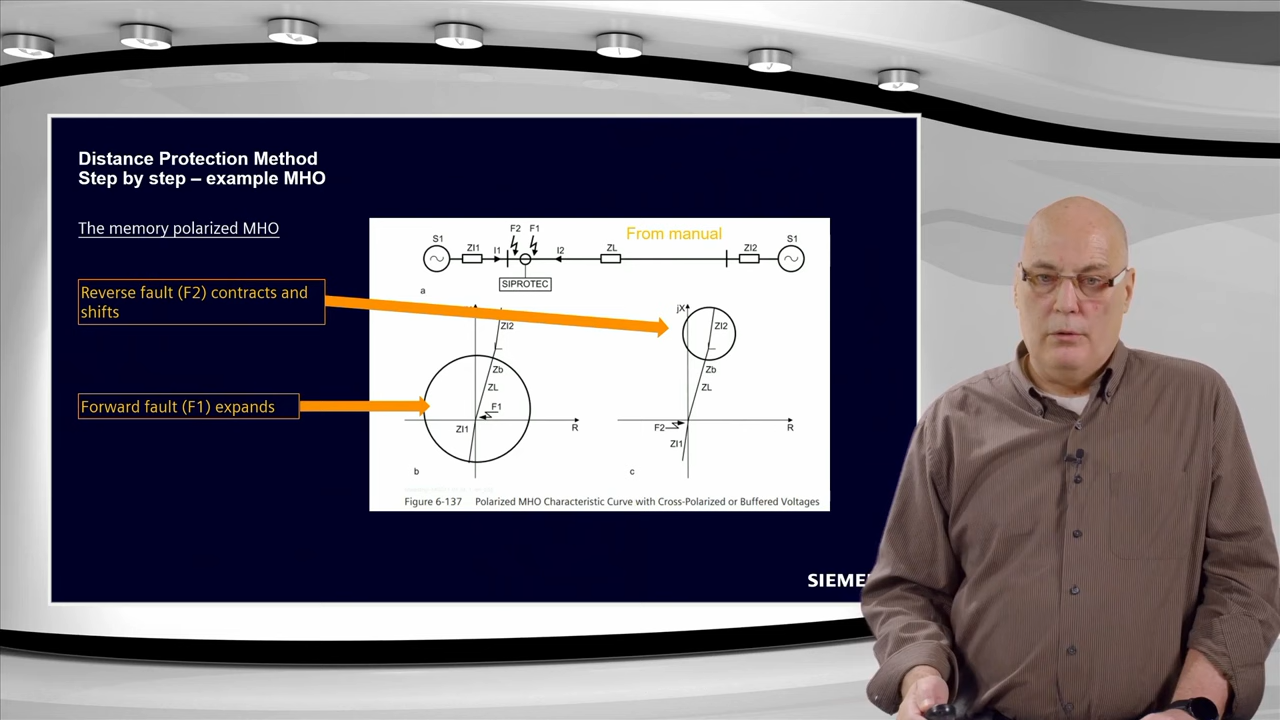 Distance Protection Method
Step by step – example MHO
The memory polarized MHO
Reverse fault (F2) contracts and
shifts
Forward fault (F1) expands
From manual
F2 F1
S1 ZI1 I1 I2 ZL ZI2 S1
SIPROTEC
a
ZI2
Zb
ZL
F1
ZI1
R
b
jX
ZI2
Zb
ZL
F2
R
ZI1
c
Figure 6-137 Polarized MHO Characteristic Curve with Cross-Polarized or Buffered Voltages
SIEME